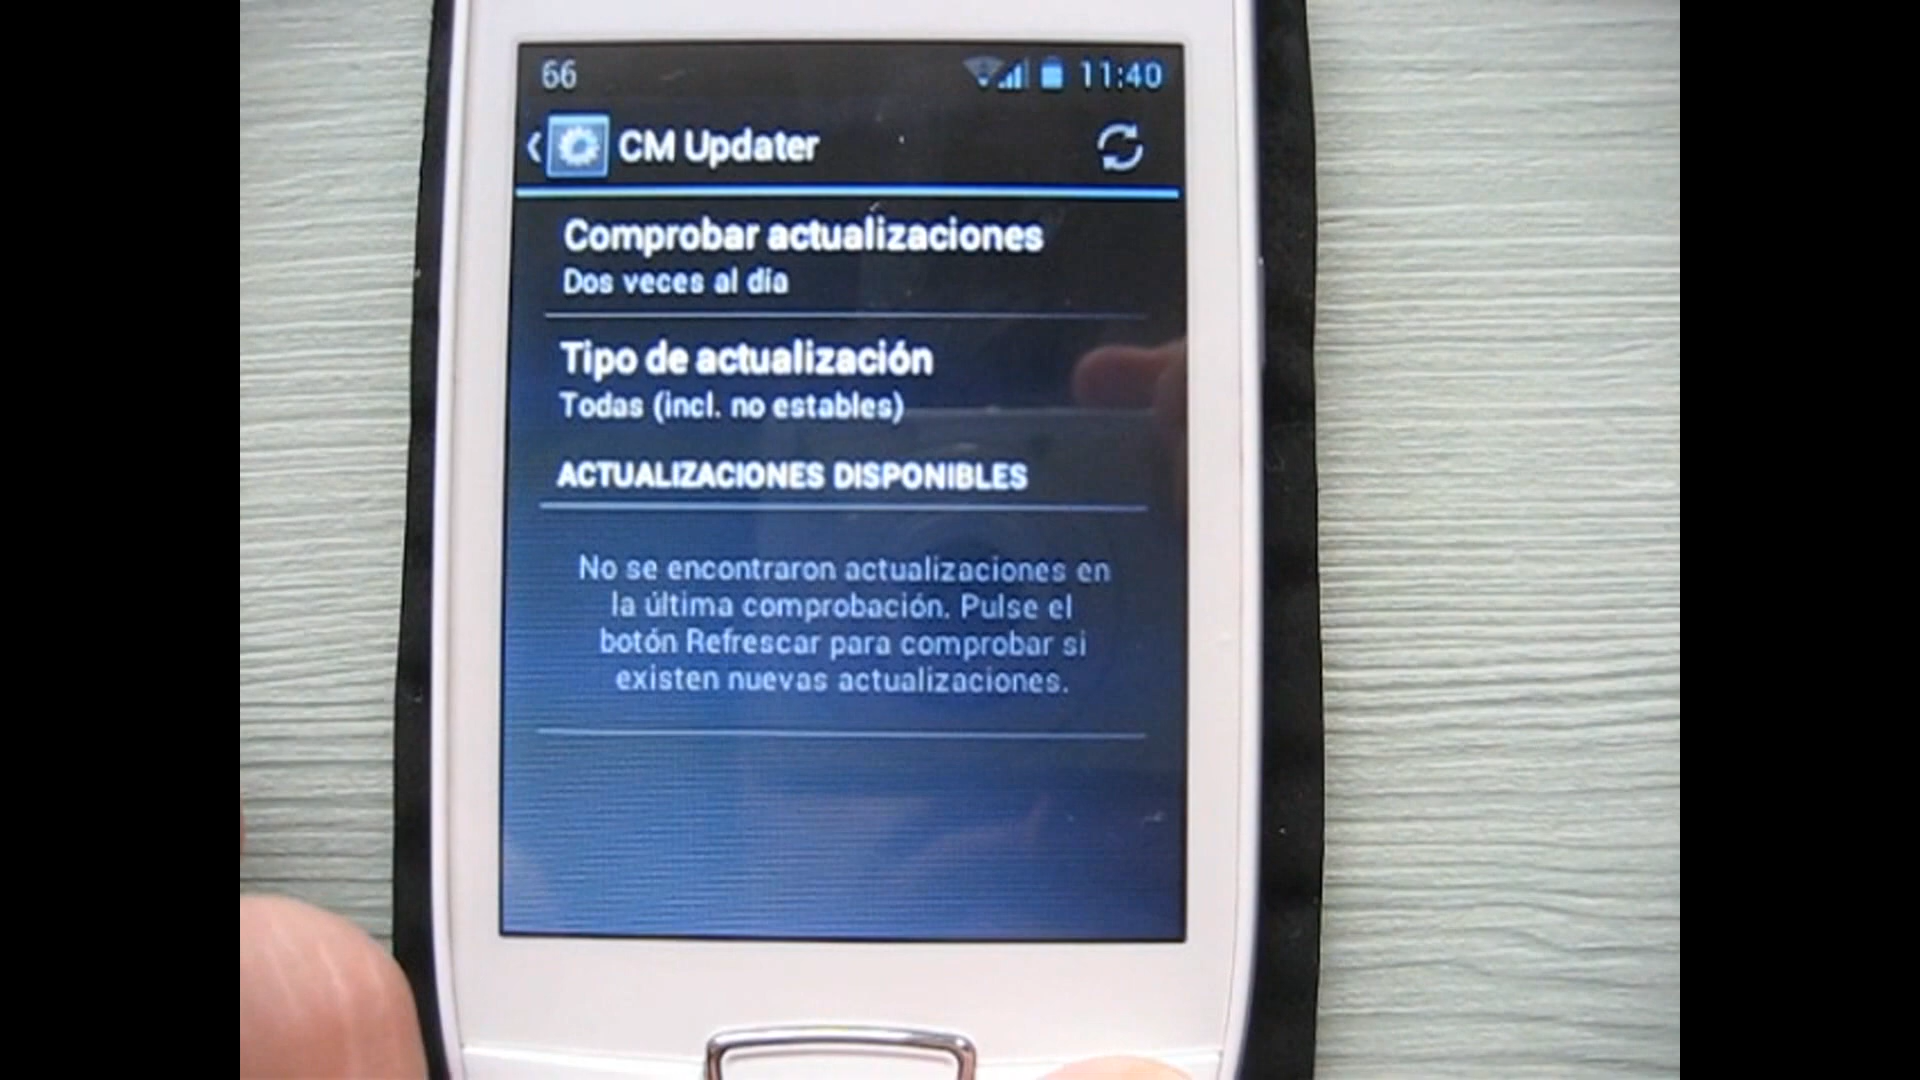 66 11:40
CM Updater
Comprobar actualizaciones
Dos veces al día
Tipo de actualización
Todas (incl. no estables)
ACTUALIZACIONES DISPONIBLES
No se encontraron actualizaciones en
la última comprobación. Pulse el
botón Refrescar para comprobar si
existen nuevas actualizaciones.